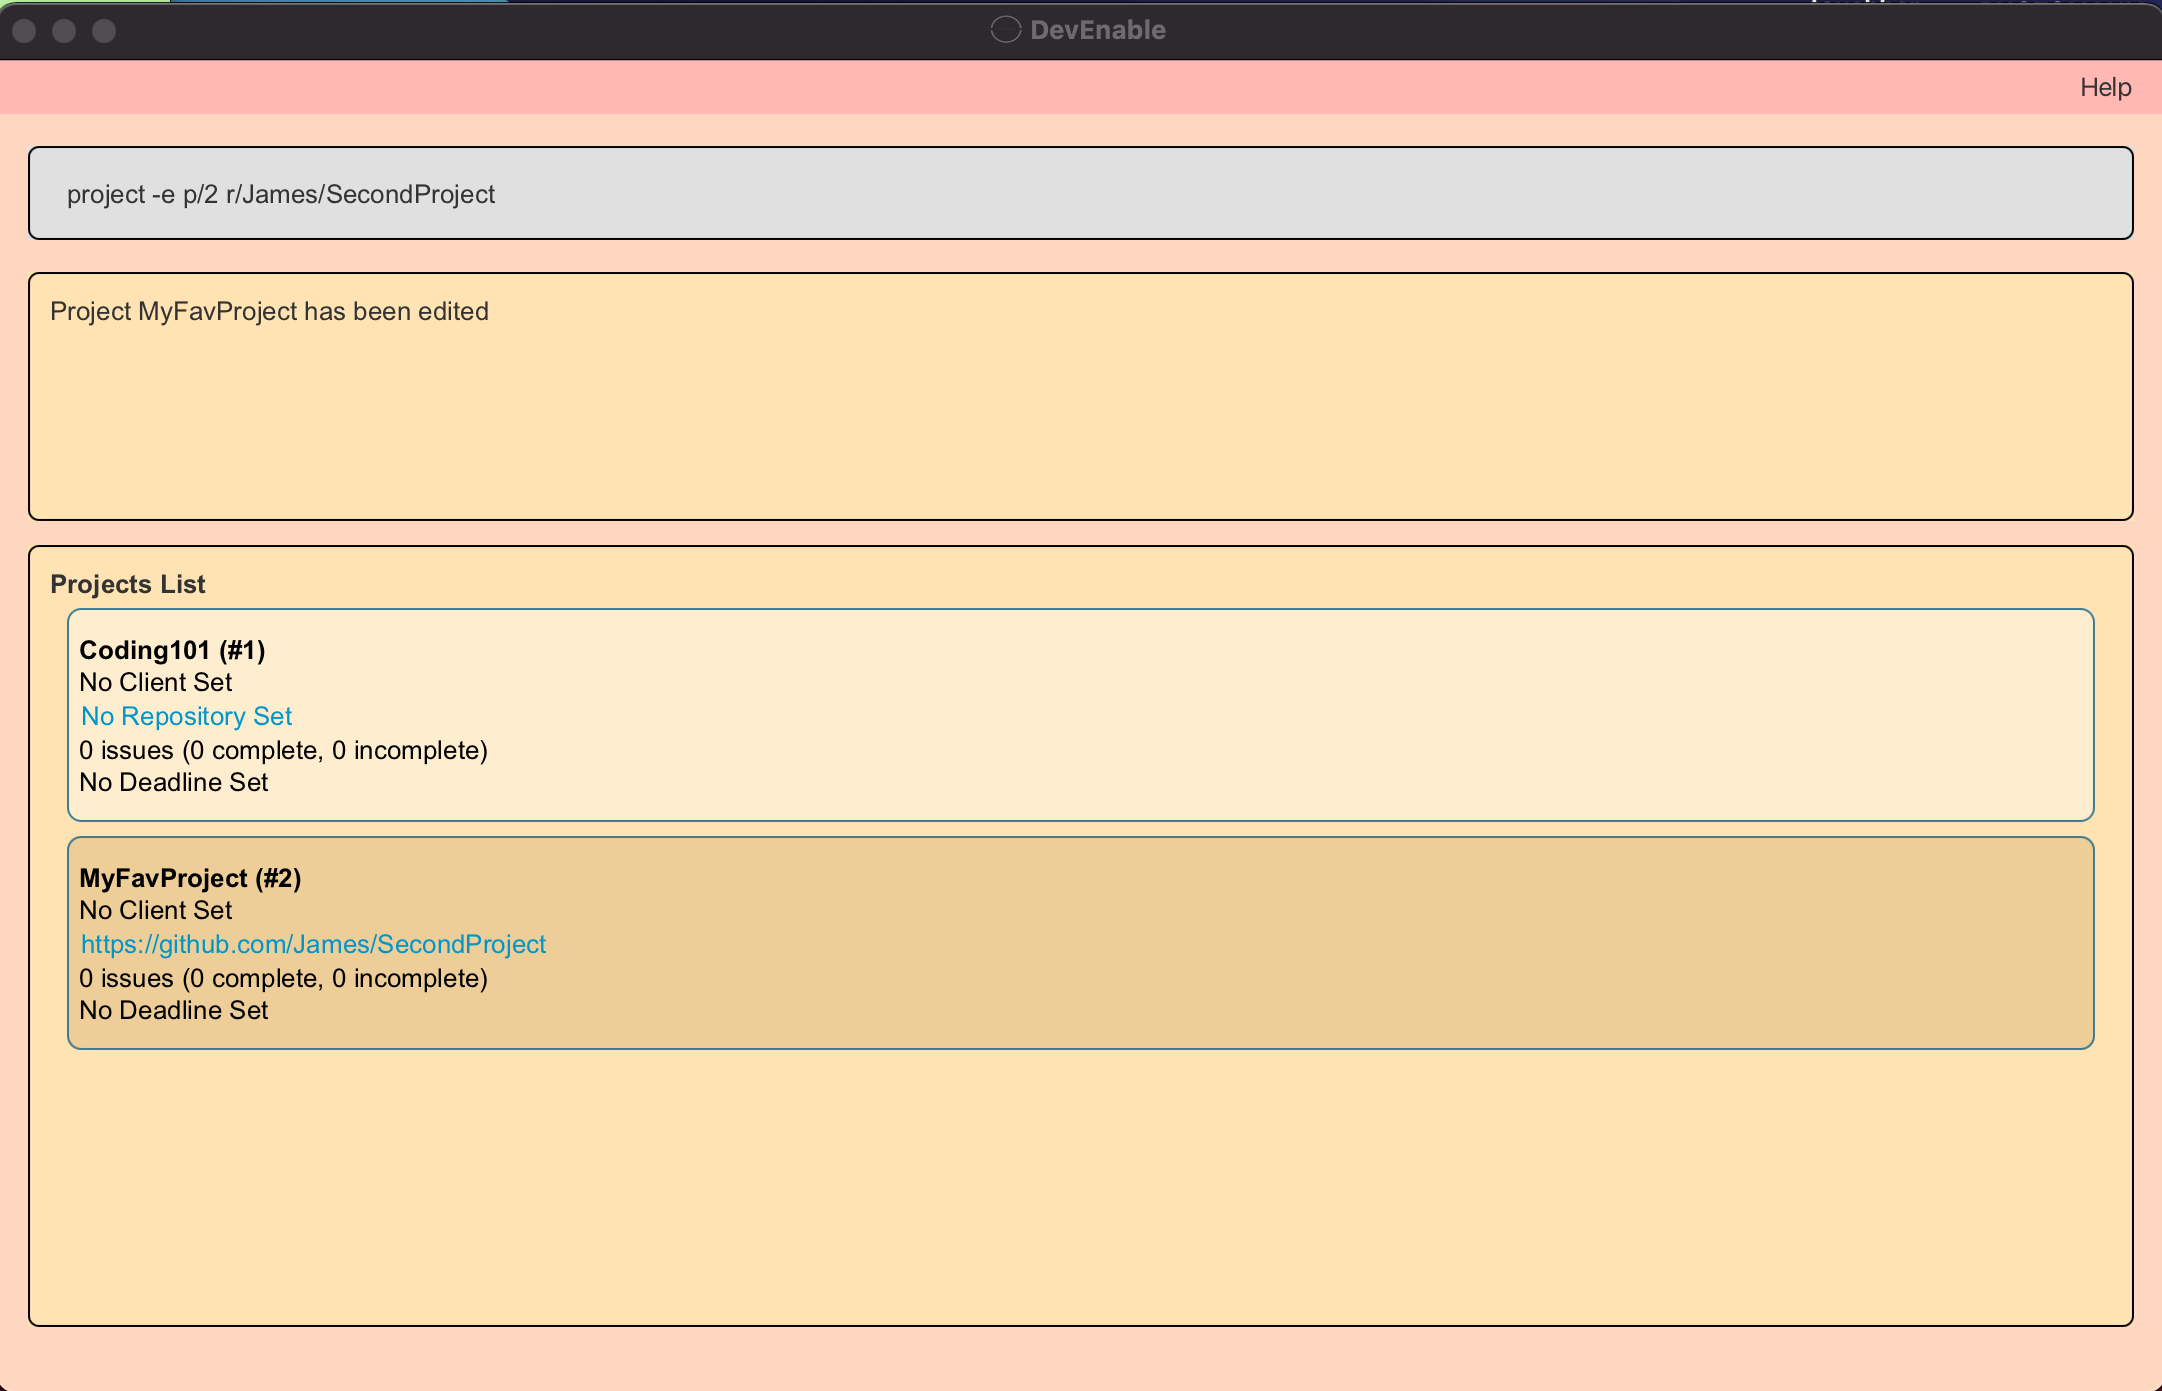 DevEnable
Help
project -e p/2 r/James/SecondProject
Project MyFavProject has been edited
Projects List
Coding101 (#1)
No Client Set
No Repository Set
0 issues (0 complete, 0 incomplete)
No Deadline Set
MyFavProject (#2)
No Client Set
https://github.com/James/SecondProject
0 issues (0 complete, 0 incomplete)
No Deadline Set